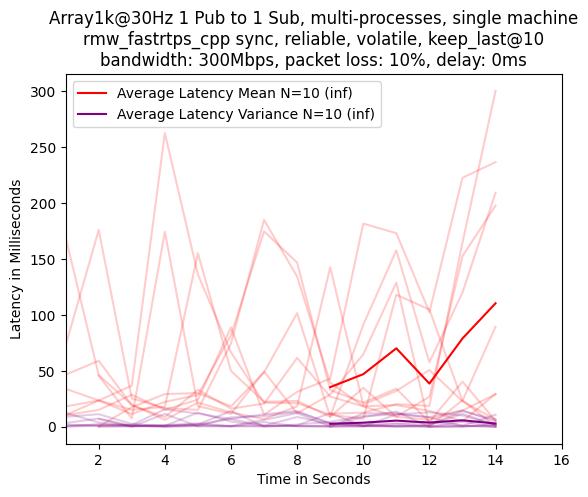 Array1k@30Hz 1 Pub to 1 Sub, multi-processes, single machine
rmw_fastrtps_cpp sync, reliable, volatile, keep_last@10
bandwidth: 300Mbps, packet loss: 10%, delay: 0ms
Average Latency Mean N=10 (inf)
Average Latency Variance N=10 (inf)
Latency in Milliseconds
300
250
200
150
100
50
0
2 4 6 8 10 12 14 16
Time in Seconds